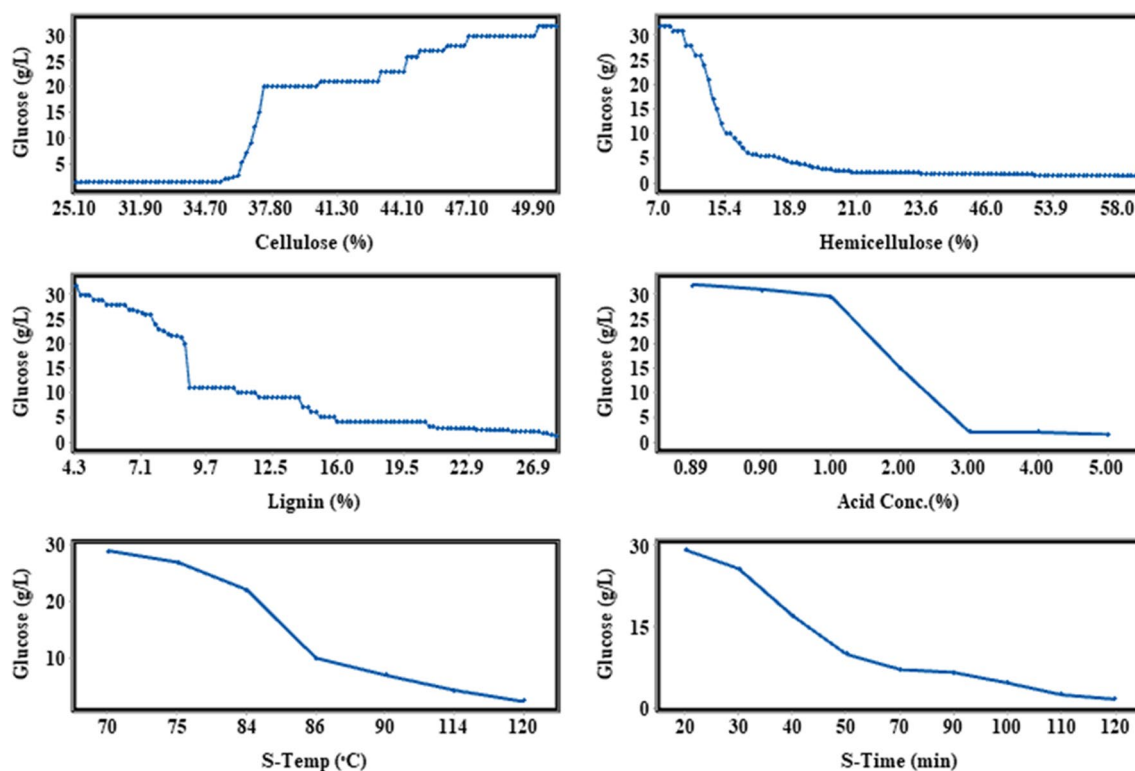 Glucose (g/L)
30
25
20
15
10
5
25.10 31.90 34.70 37.80 41.30 44.10 47.10 49.90
Cellulose (%)
Glucose (g/)
30
25
20
15
10
5
0
7.0 15.4 18.9 21.0 23.6 46.0 53.9 58.0
Hemicellulose (%)
Glucose (g/L)
30
25
20
15
10
5
0
4.3 7.1 9.7 12.5 16.0 19.5 22.9 26.9
Lignin (%)
Glucose (g/L)
30
25
20
15
10
5
0
0.89 0.90 1.00 2.00 3.00 4.00 5.00
Acid Conc.(%)
Glucose (g/L)
30
20
10
70 75 84 86 90 114 120
S-Temp (°C)
Glucose (g/L)
30
15
0
20 30 40 50 70 90 100 110 120
S-Time (min)